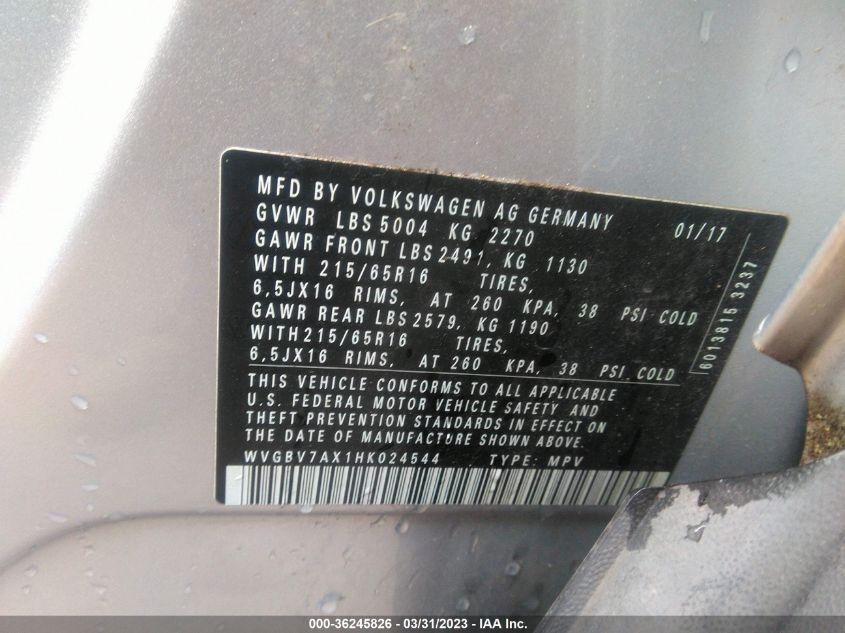 MFD BY VOLKSWAGEN AG GERMANY 01/17
GVWR LBS 5004 KG 2270
GAWR FRONT LBS 2491, KG 1130
WITH 215/65R16 TIRES,
6,5JX16 RIMS, AT 260 KPA, 38 PSI COLD
GAWR REAR LBS 2579, KG 1190
WITH 215/65R16 TIRES,
6,5JX16 RIMS, AT 260 KPA, 38 PSI COLD
THIS VEHICLE CONFORMS TO ALL APPLICABLE
U.S. FEDERAL MOTOR VEHICLE SAFETY AND
THEFT PREVENTION STANDARDS IN EFFECT ON
THE DATE OF MANUFACTURE SHOWN ABOVE.
WVGBV7AX1HK024544 TYPE: MPV
6013815 3237
000-36245826 - 03/31/2023 - IAA Inc.